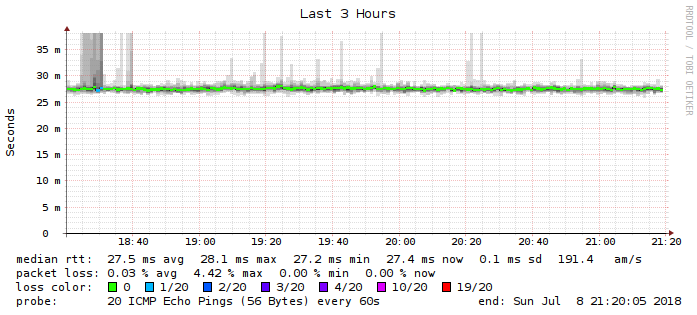 Last 3 Hours
RRDTOOL / TOBI OETIKER
Seconds
35 m
30 m
25 m
20 m
15 m
10 m
5 m
0
18:40 19:00 19:20 19:40 20:00 20:20 20:40 21:00 21:20
median rtt: 27.5 ms avg 28.1 ms max 27.2 ms min 27.4 ms now 0.1 ms sd 191.4 am/s
packet loss: 0.03 % avg 4.42 % max 0.00 % min 0.00 % now
loss color: 0 1/20 2/20 3/20 4/20 10/20 19/20
probe: 20 ICMP Echo Pings (56 Bytes) every 60s end: Sun Jul 8 21:20:05 2018